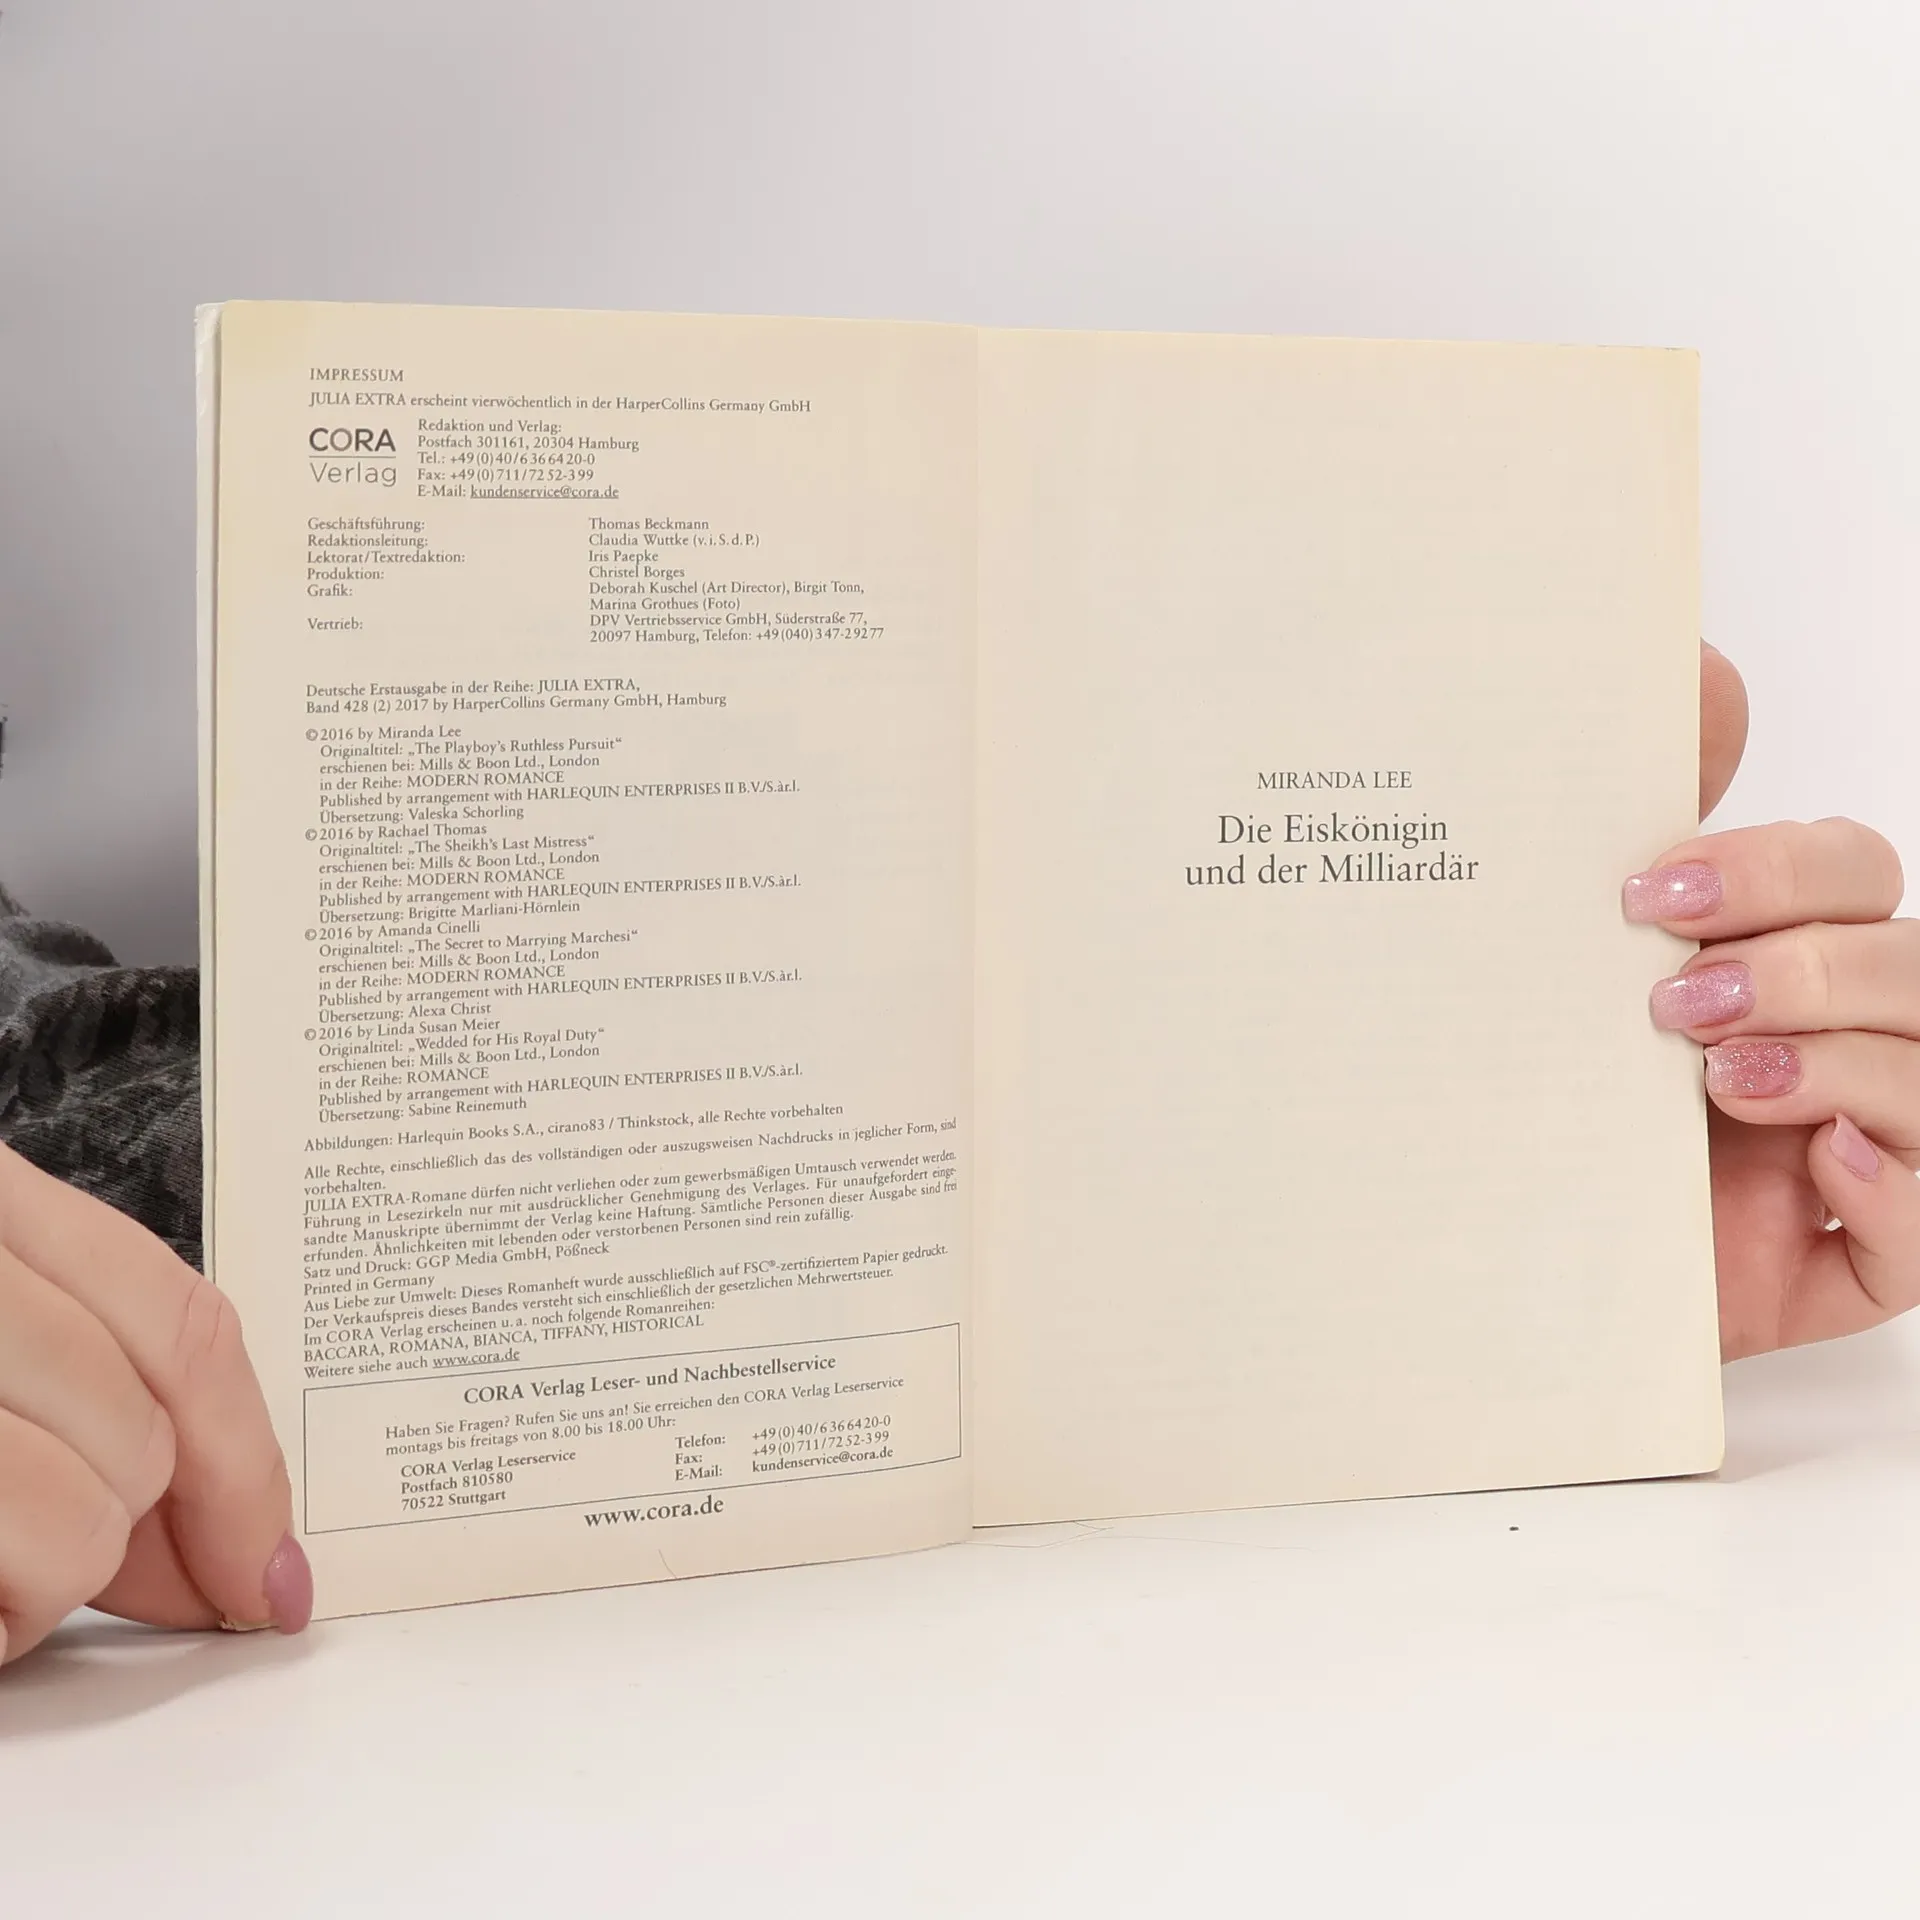 IMPRESSUM
JULIA EXTRA erscheint vierwöchentlich in der HarperCollins Germany GmbH
CORA
Verlag
Redaktion und Verlag:
Postfach 301161, 20304 Hamburg
Tel.: +49(0)40/636 64 20-0
Fax: +49(0)711/72 52-399
E-Mail: kundenservice@cora.de
Geschäftsführung: Thomas Beckmann
Redaktionsleitung: Claudia Wuttke (v. i. S. d. P.)
Lektorat/Textredaktion: Iris Paepke
Produktion: Christel Borges
Grafik: Deborah Kuschel (Art Director), Birgit Tonn,
Marina Grothues (Foto)
Vertrieb: DPV Vertriebsservice GmbH, Süderstraße 77,
20097 Hamburg, Telefon: +49(040)347-29277
Deutsche Erstausgabe in der Reihe: JULIA EXTRA,
Band 428 (2) 2017 by HarperCollins Germany GmbH, Hamburg
© 2016 by Miranda Lee
Originaltitel: „The Playboy's Ruthless Pursuit“
erschienen bei: Mills & Boon Ltd., London
in der Reihe: MODERN ROMANCE
Published by arrangement with HARLEQUIN ENTERPRISES II B.V./S.àr.l.
Übersetzung: Valeska Schorling
© 2016 by Rachael Thomas
Originaltitel: „The Sheikh's Last Mistress“
erschienen bei: Mills & Boon Ltd., London
in der Reihe: MODERN ROMANCE
Published by arrangement with HARLEQUIN ENTERPRISES II B.V./S.àr.l.
Übersetzung: Brigitte Marliani-Hörnlein
© 2016 by Amanda Cinelli
Originaltitel: „The Secret to Marrying Marchesi“
erschienen bei: Mills & Boon Ltd., London
in der Reihe: MODERN ROMANCE
Published by arrangement with HARLEQUIN ENTERPRISES II B.V./S.àr.l.
Übersetzung: Alexa Christ
© 2016 by Linda Susan Meier
Originaltitel: „Wedded for His Royal Duty“
erschienen bei: Mills & Boon Ltd., London
in der Reihe: ROMANCE
Published by arrangement with HARLEQUIN ENTERPRISES II B.V./S.àr.l.
Übersetzung: Sabine Reinemuth
Abbildungen: Harlequin Books S.A., cirano83 / Thinkstock, alle Rechte vorbehalten
Alle Rechte, einschließlich das des vollständigen oder auszugsweisen Nachdrucks in jeglicher Form, sind
vorbehalten.
JULIA EXTRA-Romane dürfen nicht verliehen oder zum gewerbsmäßigen Umtausch verwendet werden.
Führung in Lesezirkeln nur mit ausdrücklicher Genehmigung des Verlages. Für unaufgefordert einge-
sandte Manuskripte übernimmt der Verlag keine Haftung. Sämtliche Personen dieser Ausgabe sind frei
erfunden. Ähnlichkeiten mit lebenden oder verstorbenen Personen sind rein zufällig.
Satz und Druck: GGP Media GmbH, Pößneck
Printed in Germany
Aus Liebe zur Umwelt: Dieses Romanheft wurde ausschließlich auf FSC®-zertifiziertem Papier gedruckt.
Der Verkaufspreis dieses Bandes versteht sich einschließlich der gesetzlichen Mehrwertsteuer.
Im CORA Verlag erscheinen u. a. noch folgende Romanreihen:
BACCARA, ROMANA, BIANCA, TIFFANY, HISTORICAL
Weitere siehe auch www.cora.de
CORA Verlag Leser- und Nachbestellservice
Haben Sie Fragen? Rufen Sie uns an! Sie erreichen den CORA Verlag Leserservice
montags bis freitags von 8.00 bis 18.00 Uhr:
CORA Verlag Leserservice
Postfach 810580
70522 Stuttgart
Telefon: +49(0)40/636 64 20-0
Fax: +49(0)711/72 52-399
E-Mail: kundenservice@cora.de
www.cora.de
MIRANDA LEE
Die Eiskönigin
und der Milliardär